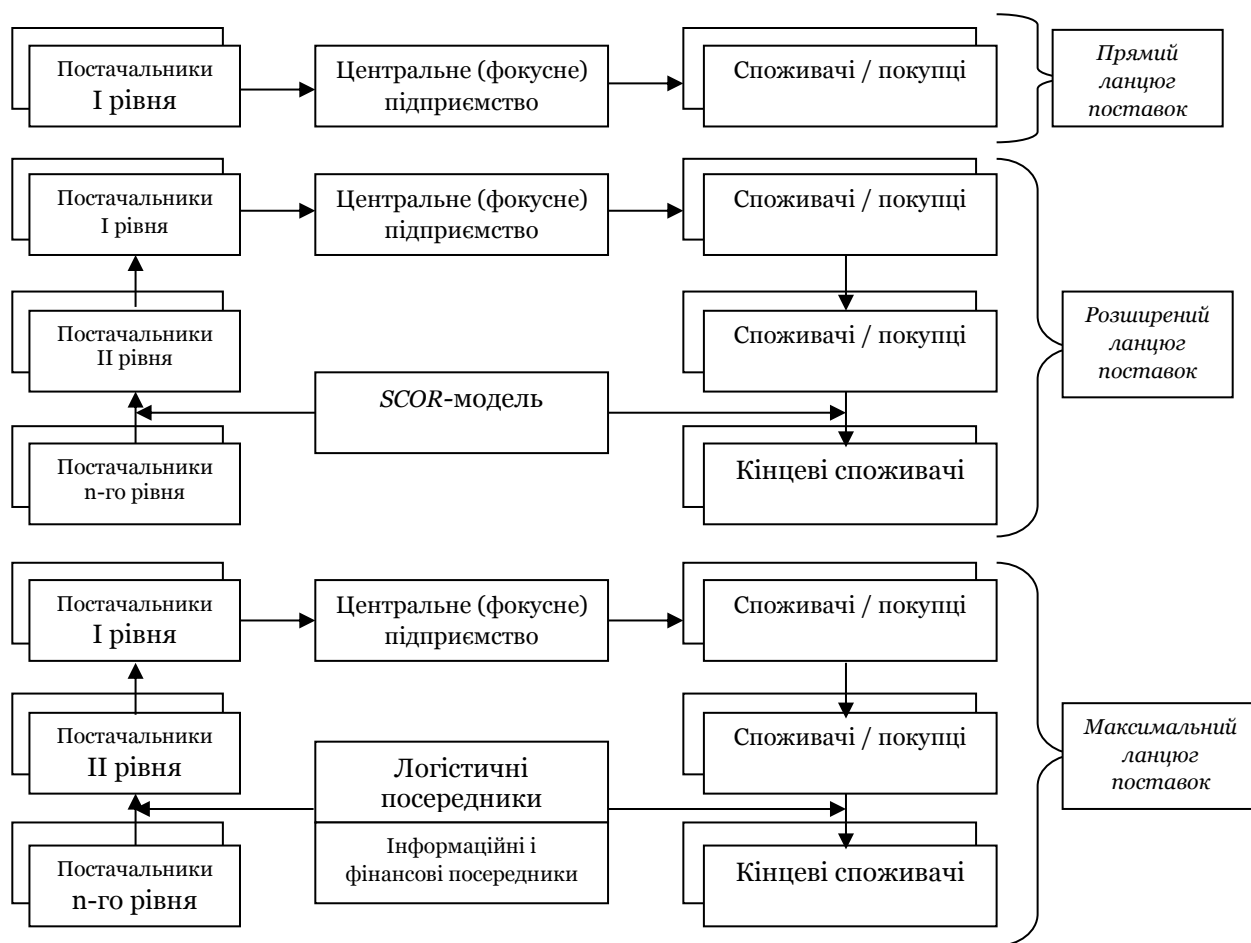 Постачальники
І рівня
Центральне (фокусне)
підприємство
Споживачі / покупці
Прямий
ланцюг
поставок
Постачальники
І рівня
Центральне (фокусне)
підприємство
Споживачі / покупці
Постачальники
ІІ рівня
Споживачі / покупці
Розширений
ланцюг
поставок
SCOR-модель
Постачальники
n-го рівня
Кінцеві споживачі
Постачальники
І рівня
Центральне (фокусне)
підприємство
Споживачі / покупці
Постачальники
ІІ рівня
Споживачі / покупці
Максимальний
ланцюг
поставок
Логістичні
посередники
Інформаційні і
фінансові посередники
Постачальники
n-го рівня
Кінцеві споживачі